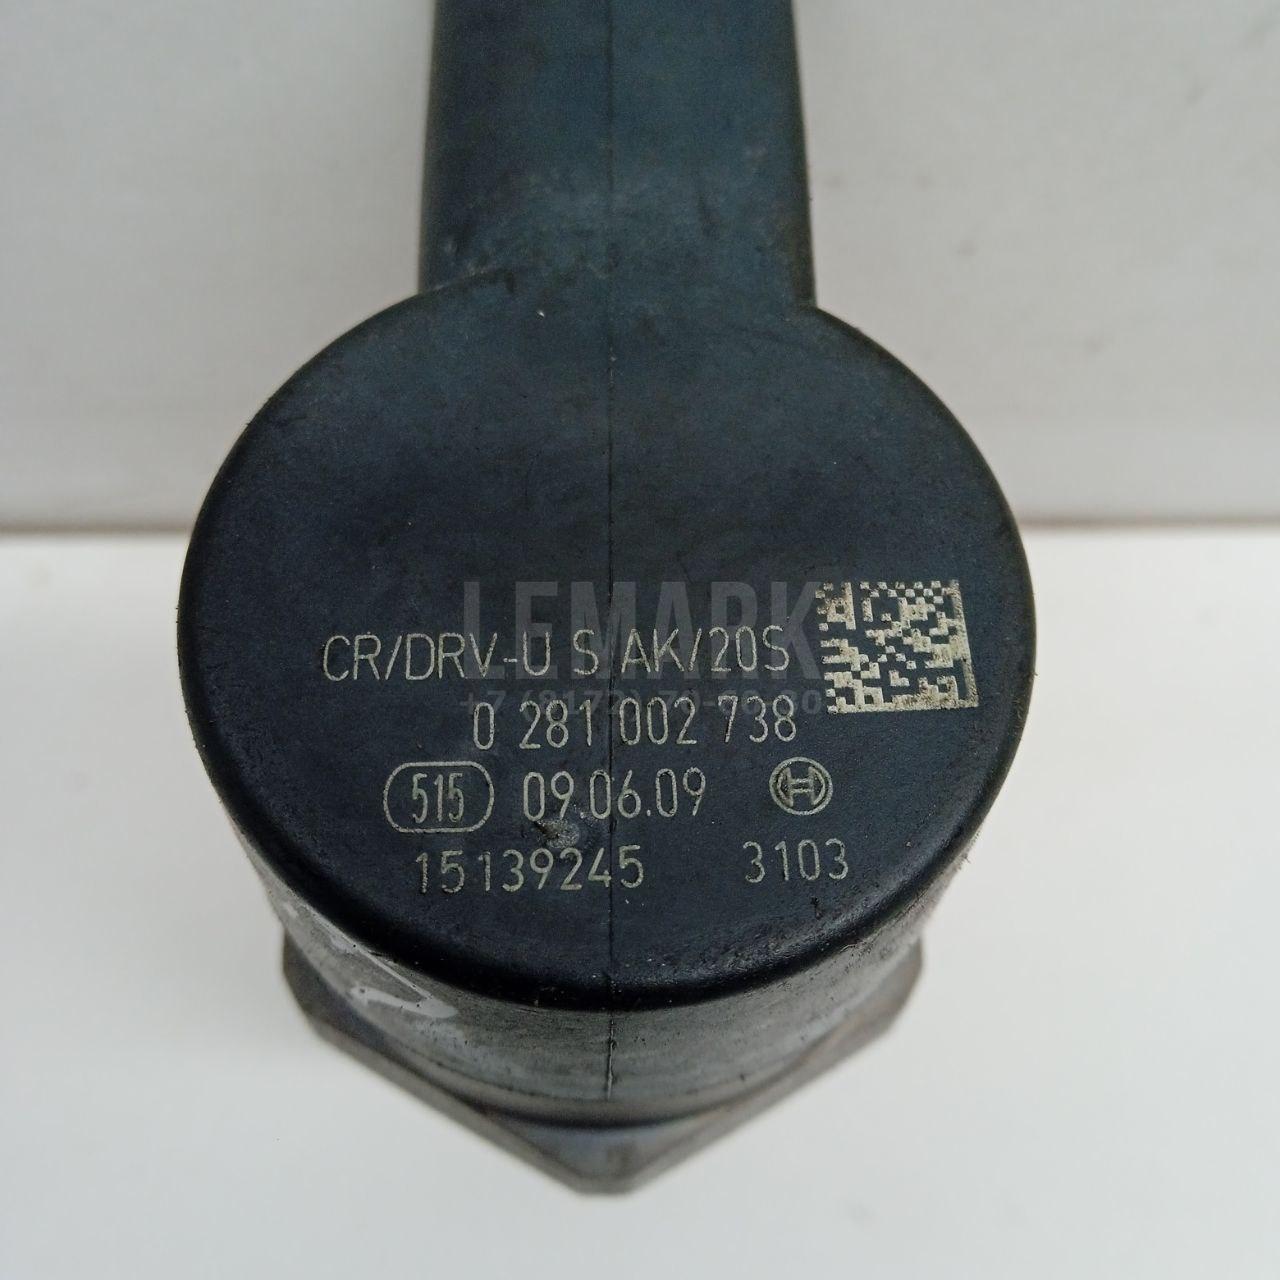 LEMARK
CR/DRV-U S/AK/20S
0 281 002 738
515 09.06.09
15139245 3103